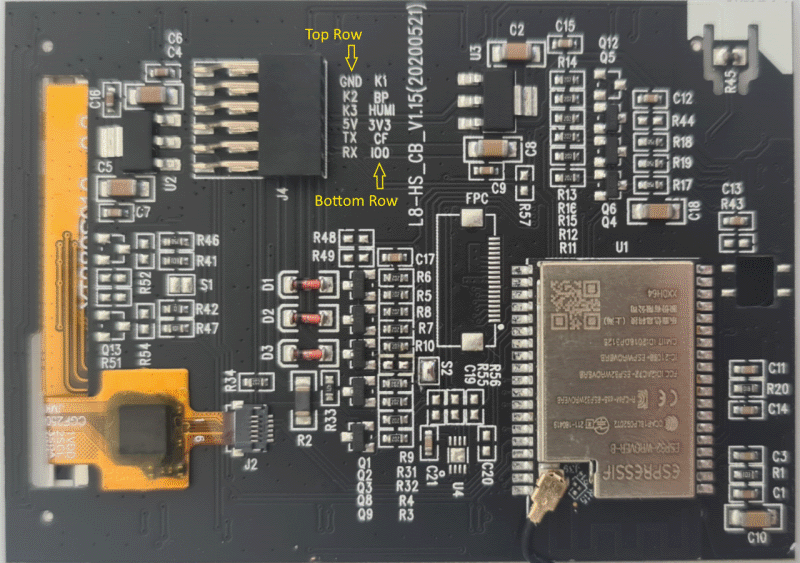 Top Row
GND K1
K2 BP
K3 HUMI
5V 3V3
TX CF
RX IO0
Bottom Row
L8-HS_CB_V1.15(20200521)
C6
C4
C16
C5
C7
U2
J4
U3
C2
C15
R14
Q12
Q5
C12
R44
R18
R19
R17
C18
R45
C8
C9
R57
R13
R16
R15
R12
R11
Q6
Q4
C13
R43
FPC
U1
R46
R41
R52
S1
R42
R47
Q13
R51
R54
R48
R49
C17
D1
D2
D3
R6
R5
R8
R7
R10
R34
R33
R2
J2
S2
C19
R55
R56
C21
U4
C20
Q1
Q2
Q3
Q8
Q9
R9
R31
R32
R4
R3
XX0H64
ESP32-WROVER-B
ESPRESSIF
C11
R20
C14
C3
R1
C1
C10